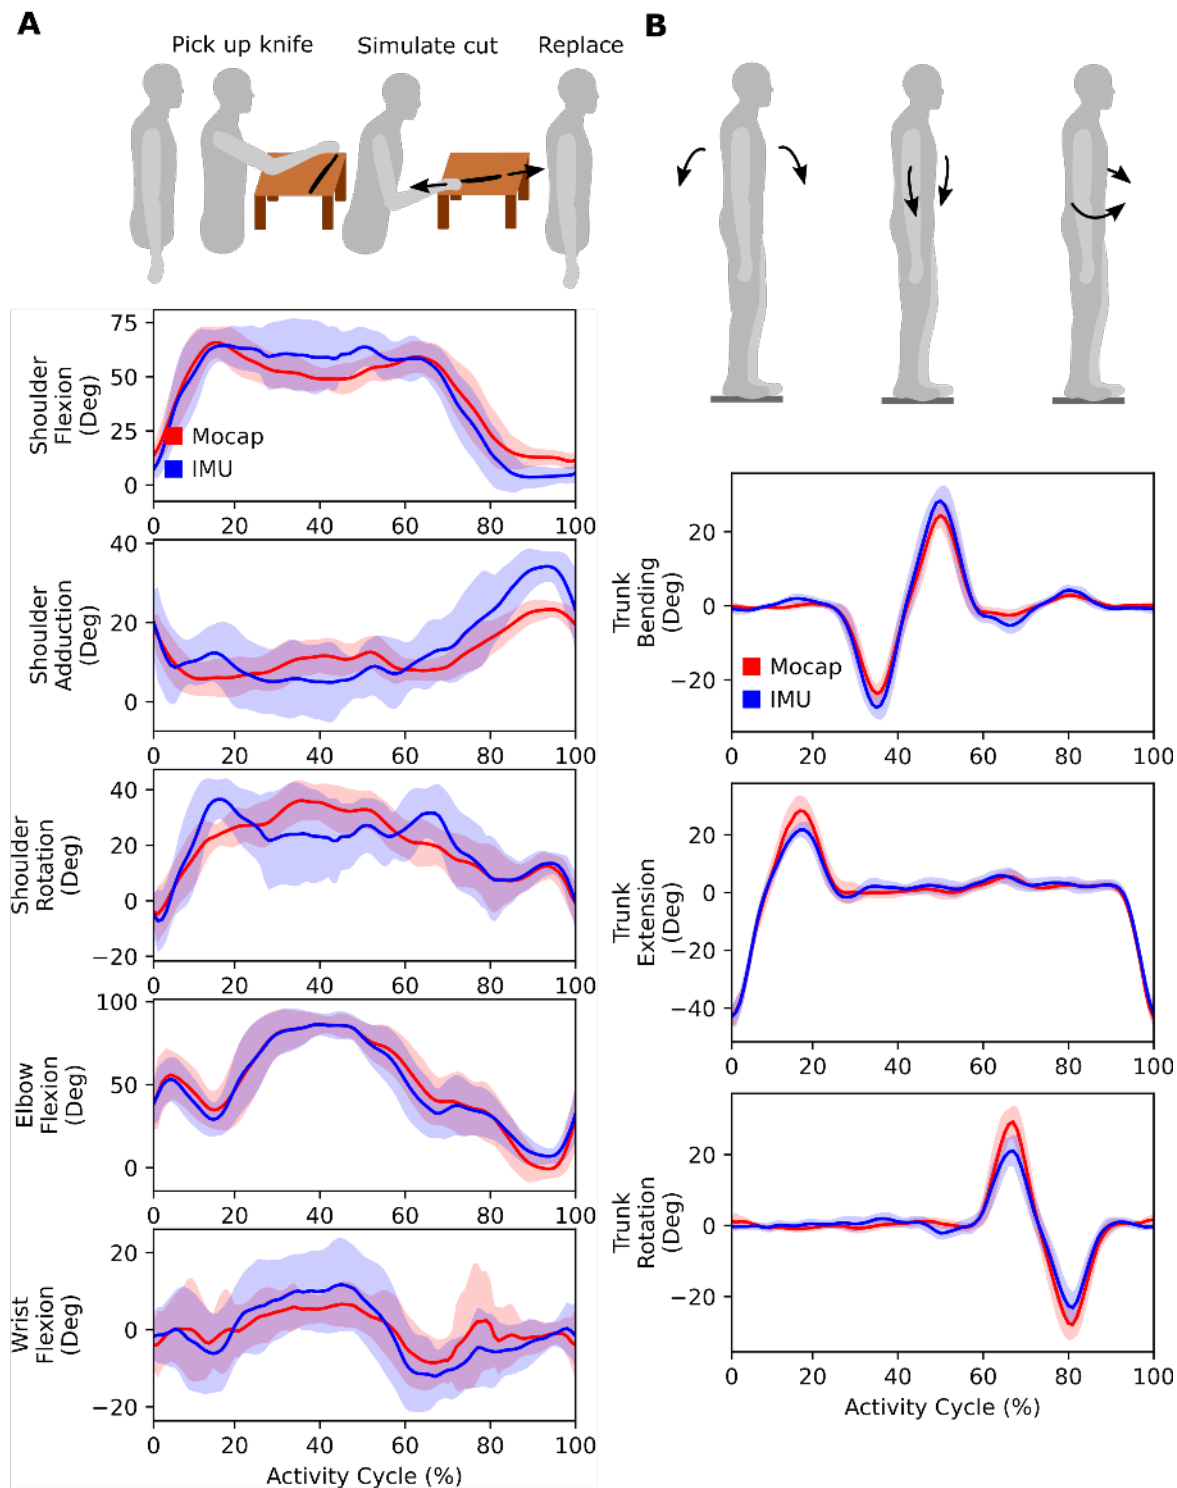 A
Pick up knife
Simulate cut
Replace
Shoulder
Flexion
(Deg)
75
50
25
0
Mocap
IMU
0 20 40 60 80 100
Shoulder
Adduction
(Deg)
40
20
0
0 20 40 60 80 100
Shoulder
Rotation
(Deg)
40
20
0
−20
0 20 40 60 80 100
Elbow
Flexion
(Deg)
100
50
0
0 20 40 60 80 100
Wrist
Flexion
(Deg)
20
0
−20
0 20 40 60 80 100
Activity Cycle (%)
B
Trunk
Bending
(Deg)
20
0
−20
Mocap
IMU
0 20 40 60 80 100
Trunk
Extension
(Deg)
20
0
−20
−40
0 20 40 60 80 100
Trunk
Rotation
(Deg)
20
0
−20
0 20 40 60 80 100
Activity Cycle (%)